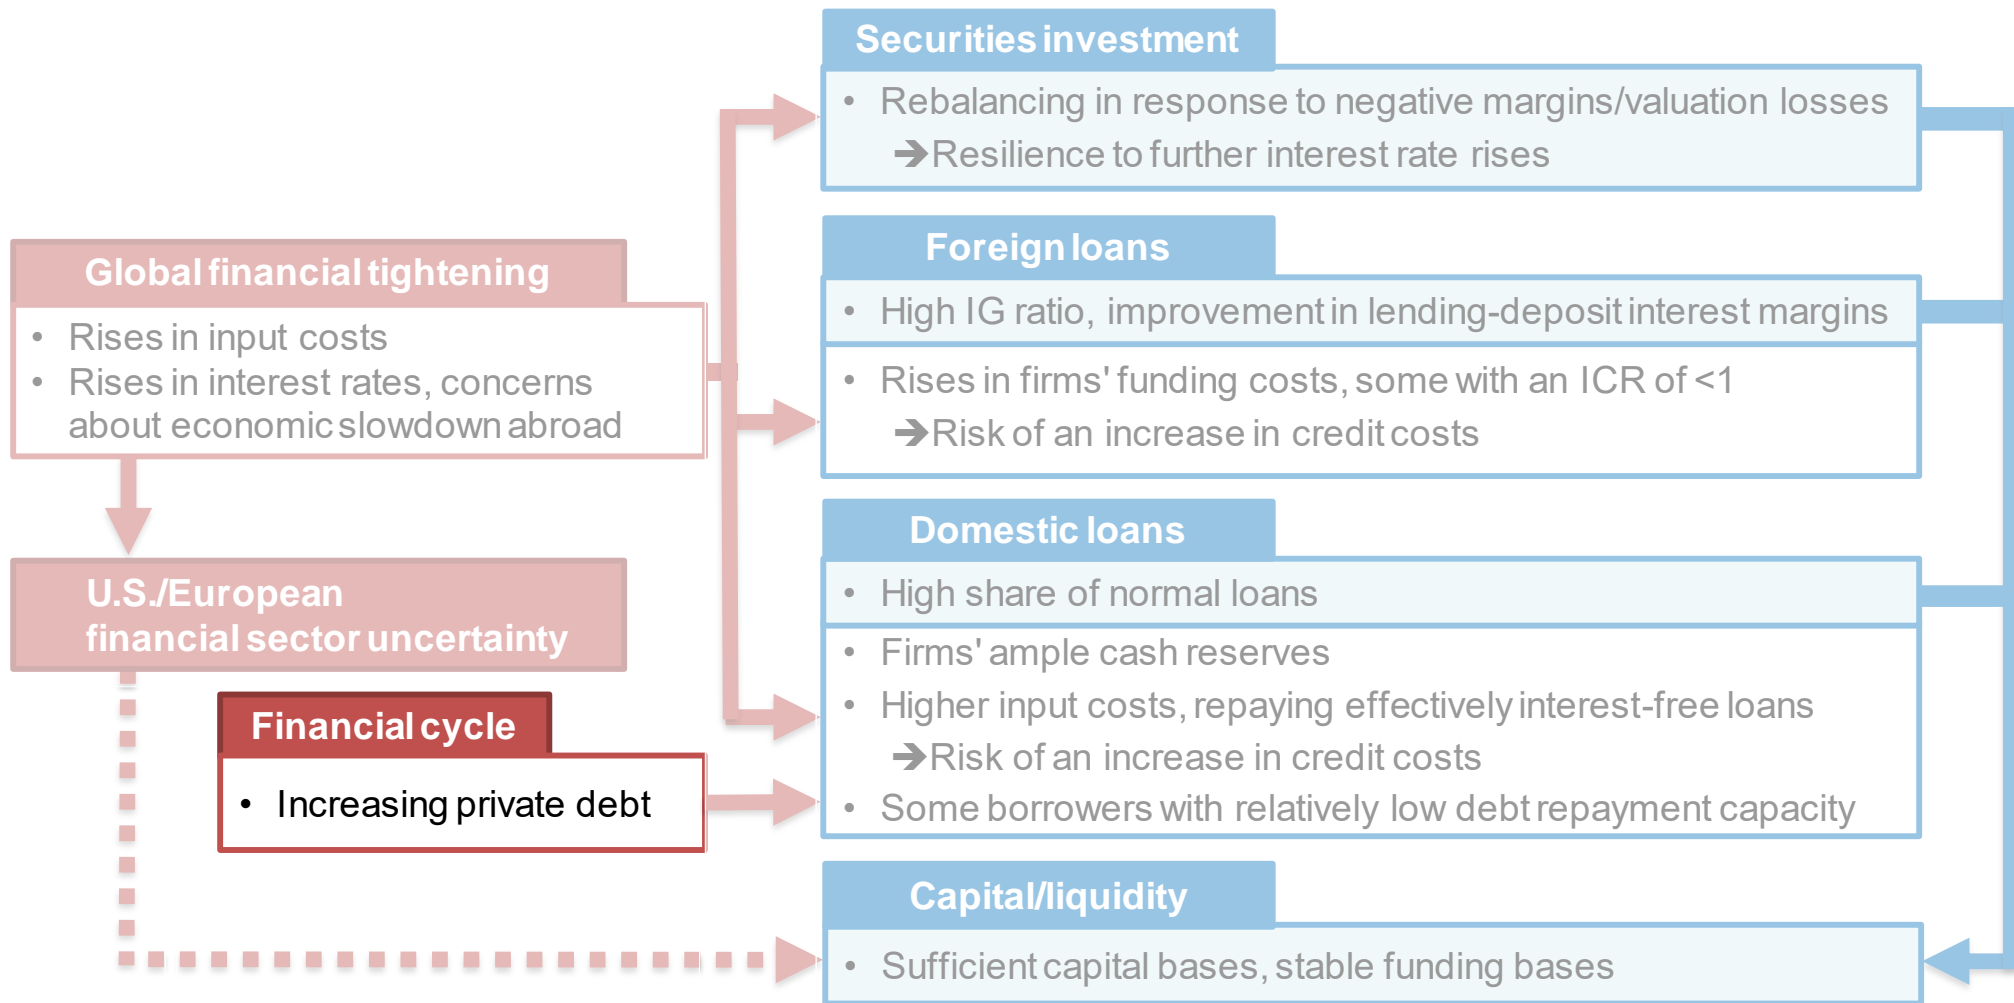 Securities investment
• Rebalancing in response to negative margins/valuation losses
➔Resilience to further interest rate rises
Global financial tightening
• Rises in input costs
• Rises in interest rates, concerns
about economic slowdown abroad
Foreign loans
• High IG ratio, improvement in lending-deposit interest margins
• Rises in firms' funding costs, some with an ICR of <1
➔Risk of an increase in credit costs
U.S./European
financial sector uncertainty
Financial cycle
• Increasing private debt
Domestic loans
• High share of normal loans
• Firms' ample cash reserves
• Higher input costs, repaying effectively interest-free loans
➔Risk of an increase in credit costs
• Some borrowers with relatively low debt repayment capacity
Capital/liquidity
• Sufficient capital bases, stable funding bases